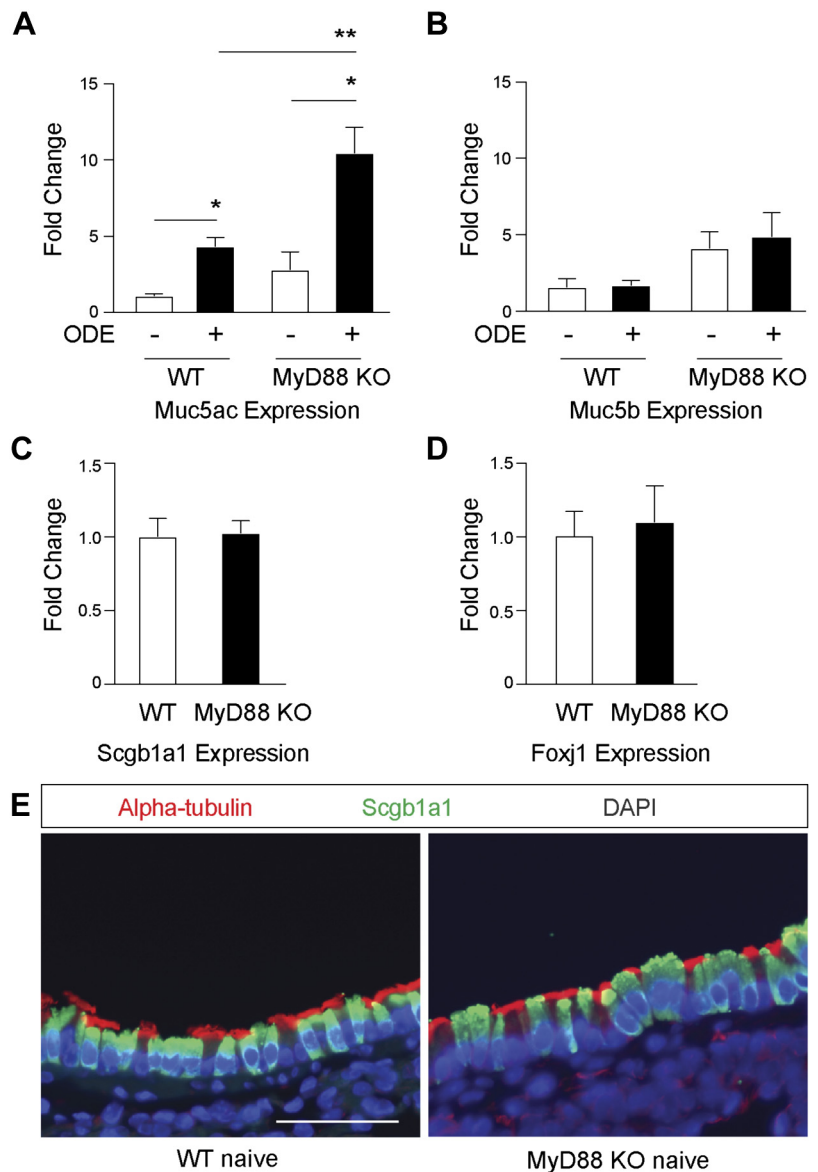 A
**
*
*
15
10
5
0
Fold Change
ODE - + - +
WT MyD88 KO
Muc5ac Expression
B
15
10
5
0
Fold Change
ODE - + - +
WT MyD88 KO
Muc5b Expression
C
1.5
1.0
0.5
0
Fold Change
WT MyD88 KO
Scgb1a1 Expression
D
1.5
1.0
0.5
0
Fold Change
WT MyD88 KO
Foxj1 Expression
E
Alpha-tubulin Scgb1a1 DAPI
WT naive MyD88 KO naive